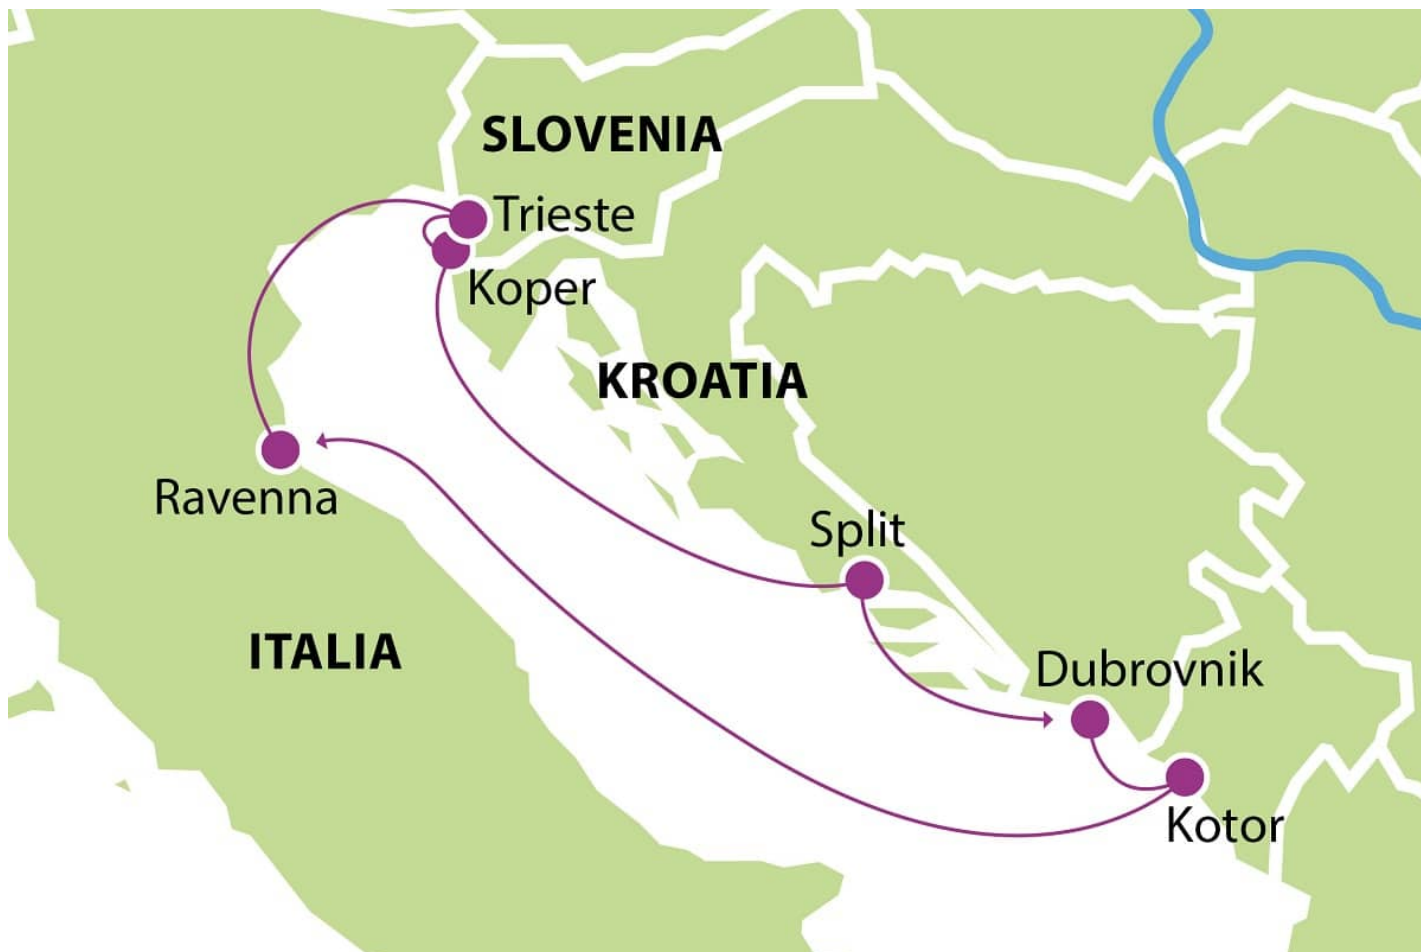 SLOVENIA
Trieste
Koper
KROATIA
Ravenna
Split
ITALIA
Dubrovnik
Kotor